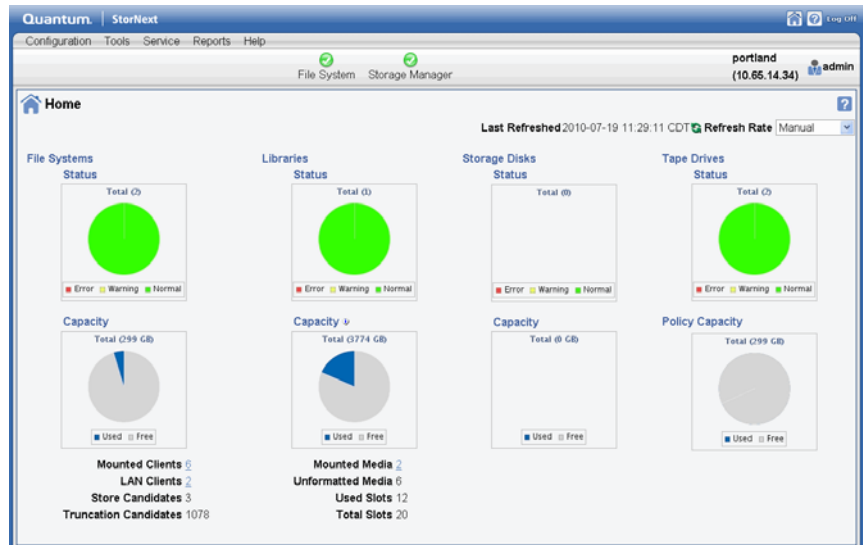 Quantum. StorNext Log Off
Configuration Tools Service Reports Help
File System Storage Manager
portland
(10.65.14.34)
admin
Home
Last Refreshed 2010-07-19 11:29:11 CDT Refresh Rate Manual
File Systems Libraries Storage Disks Tape Drives
Status Status Status Status
Total (2) Total (1) Total (0) Total (2)
Error Warning Normal Error Warning Normal Error Warning Normal Error Warning Normal
Capacity Capacity Capacity Policy Capacity
Total (299 GB) Total (3774 GB) Total (0 GB) Total (299 GB)
Used Free Used Free Used Free Used Free
Mounted Clients 6 Mounted Media 2
LAN Clients 2 Unformatted Media 6
Store Candidates 3 Used Slots 12
Truncation Candidates 1078 Total Slots 20